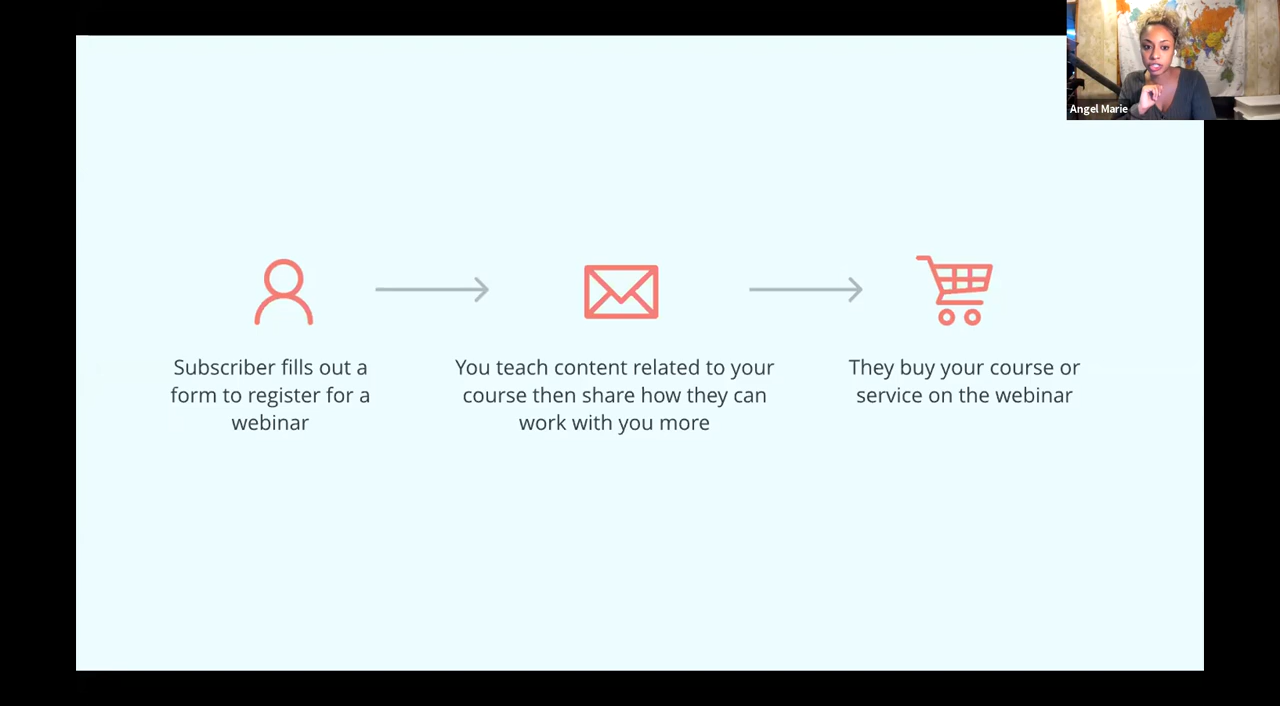 Angel Marie
Subscriber fills out a
form to register for a
webinar
You teach content related to your
course then share how they can
work with you more
They buy your course or
service on the webinar